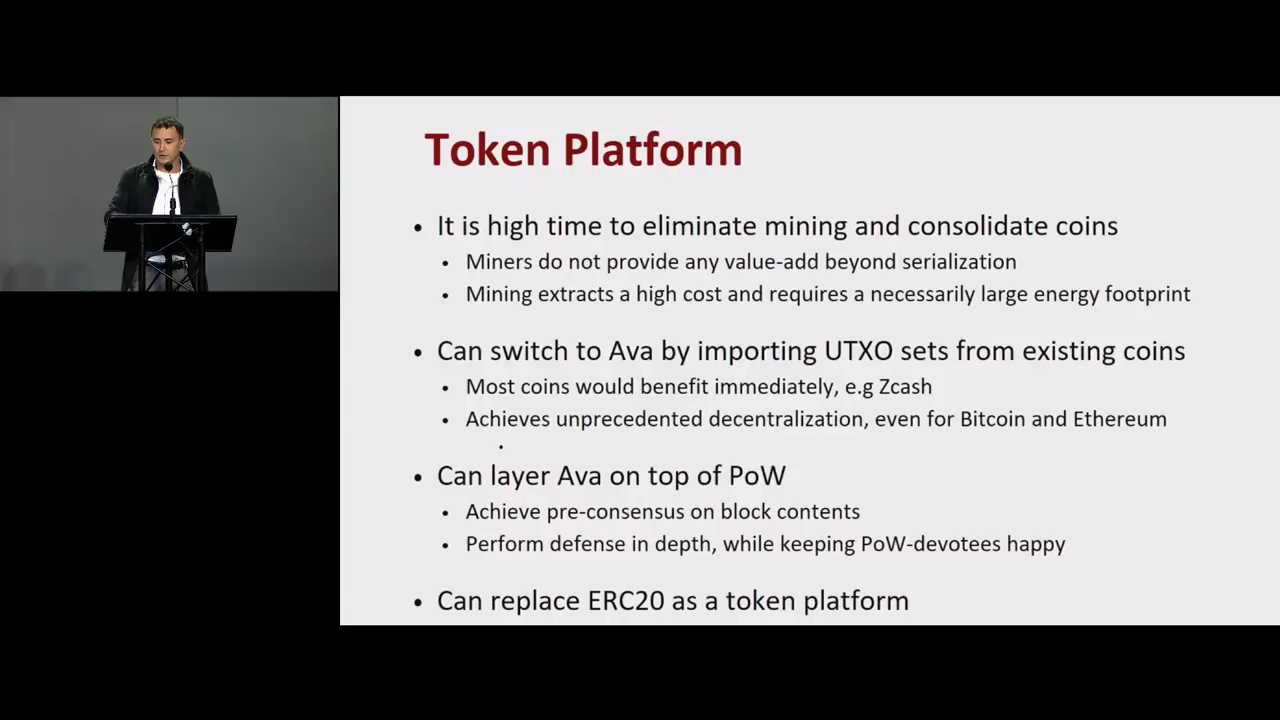 Token Platform
• It is high time to eliminate mining and consolidate coins
• Miners do not provide any value-add beyond serialization
• Mining extracts a high cost and requires a necessarily large energy footprint
• Can switch to Ava by importing UTXO sets from existing coins
• Most coins would benefit immediately, e.g Zcash
• Achieves unprecedented decentralization, even for Bitcoin and Ethereum
• Can layer Ava on top of PoW
• Achieve pre-consensus on block contents
• Perform defense in depth, while keeping PoW-devotees happy
• Can replace ERC20 as a token platform